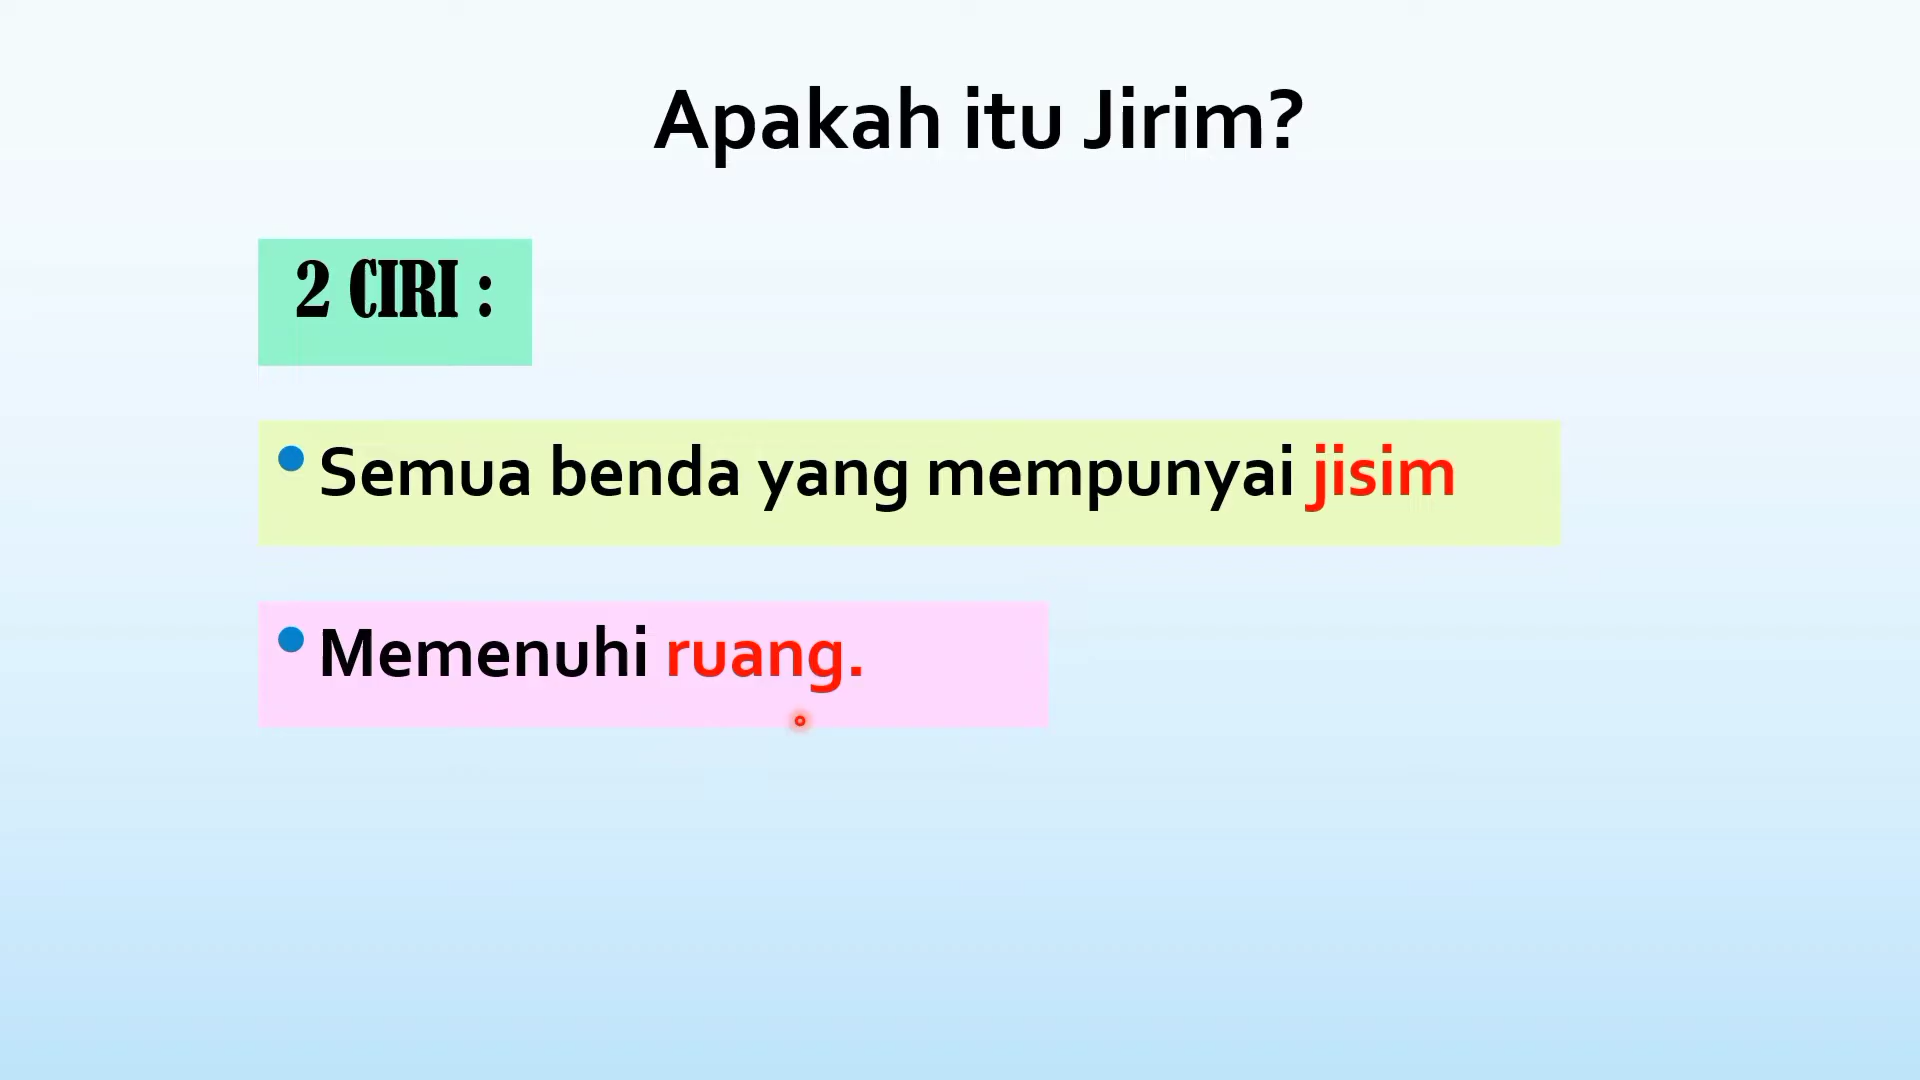 Apakah itu Jirim?
2 CIRI :
• Semua benda yang mempunyai jisim
• Memenuhi ruang.